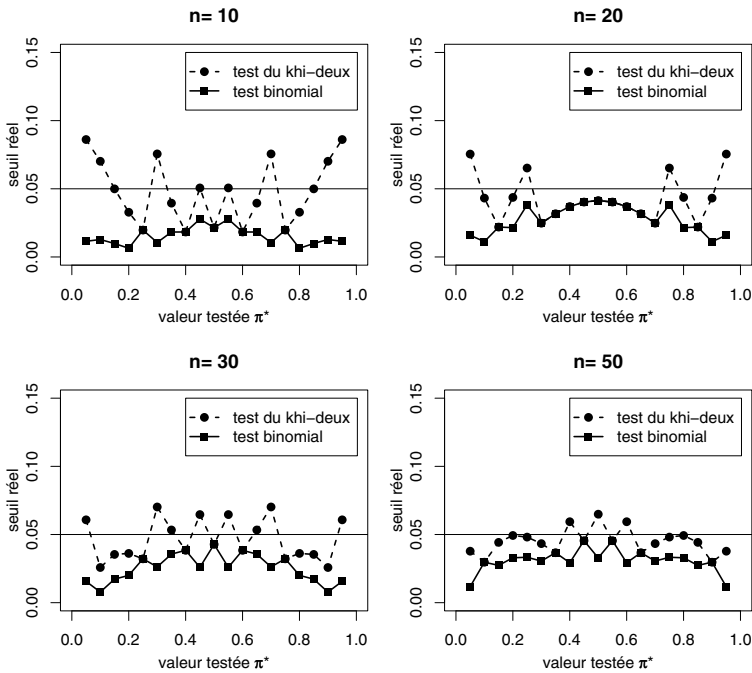 n= 10
seuil réel
0.00 0.05 0.10 0.15
test du khi−deux
test binomial
0.0 0.2 0.4 0.6 0.8 1.0
valeur testée π*
n= 20
seuil réel
0.00 0.05 0.10 0.15
test du khi−deux
test binomial
0.0 0.2 0.4 0.6 0.8 1.0
valeur testée π*
n= 30
seuil réel
0.00 0.05 0.10 0.15
test du khi−deux
test binomial
0.0 0.2 0.4 0.6 0.8 1.0
valeur testée π*
n= 50
seuil réel
0.00 0.05 0.10 0.15
test du khi−deux
test binomial
0.0 0.2 0.4 0.6 0.8 1.0
valeur testée π*